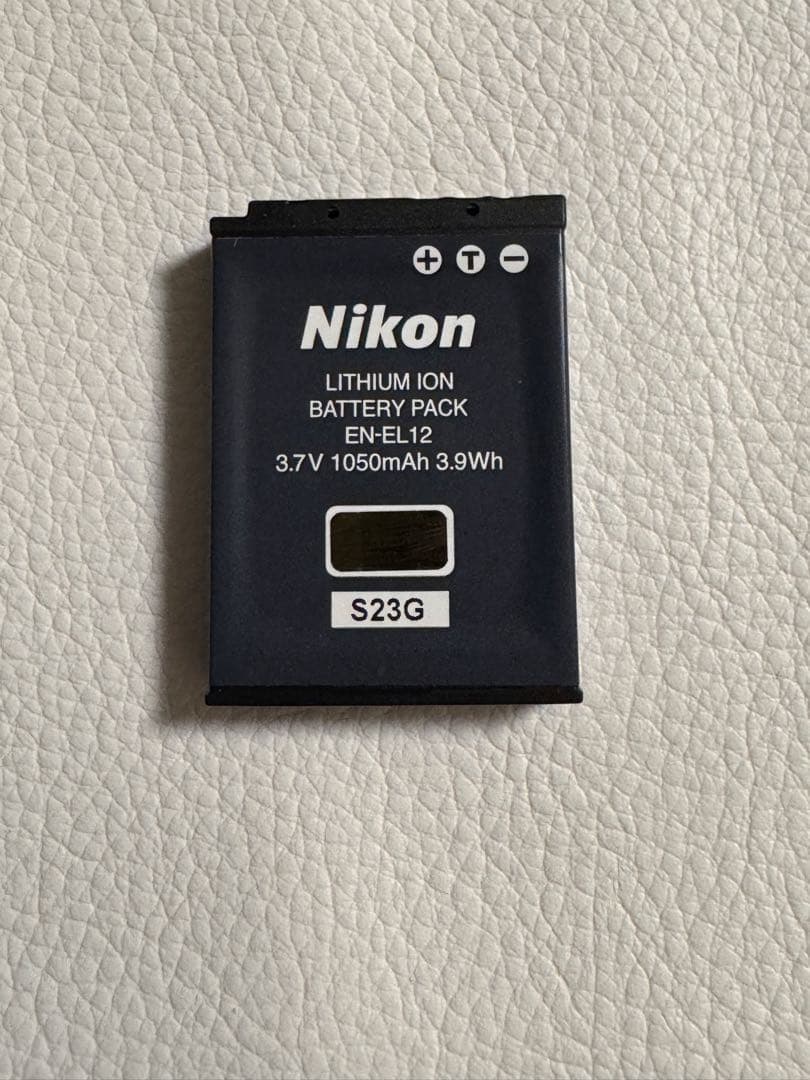 + T −
Nikon
LITHIUM ION
BATTERY PACK
EN-EL12
3.7V 1050mAh 3.9Wh
S23G